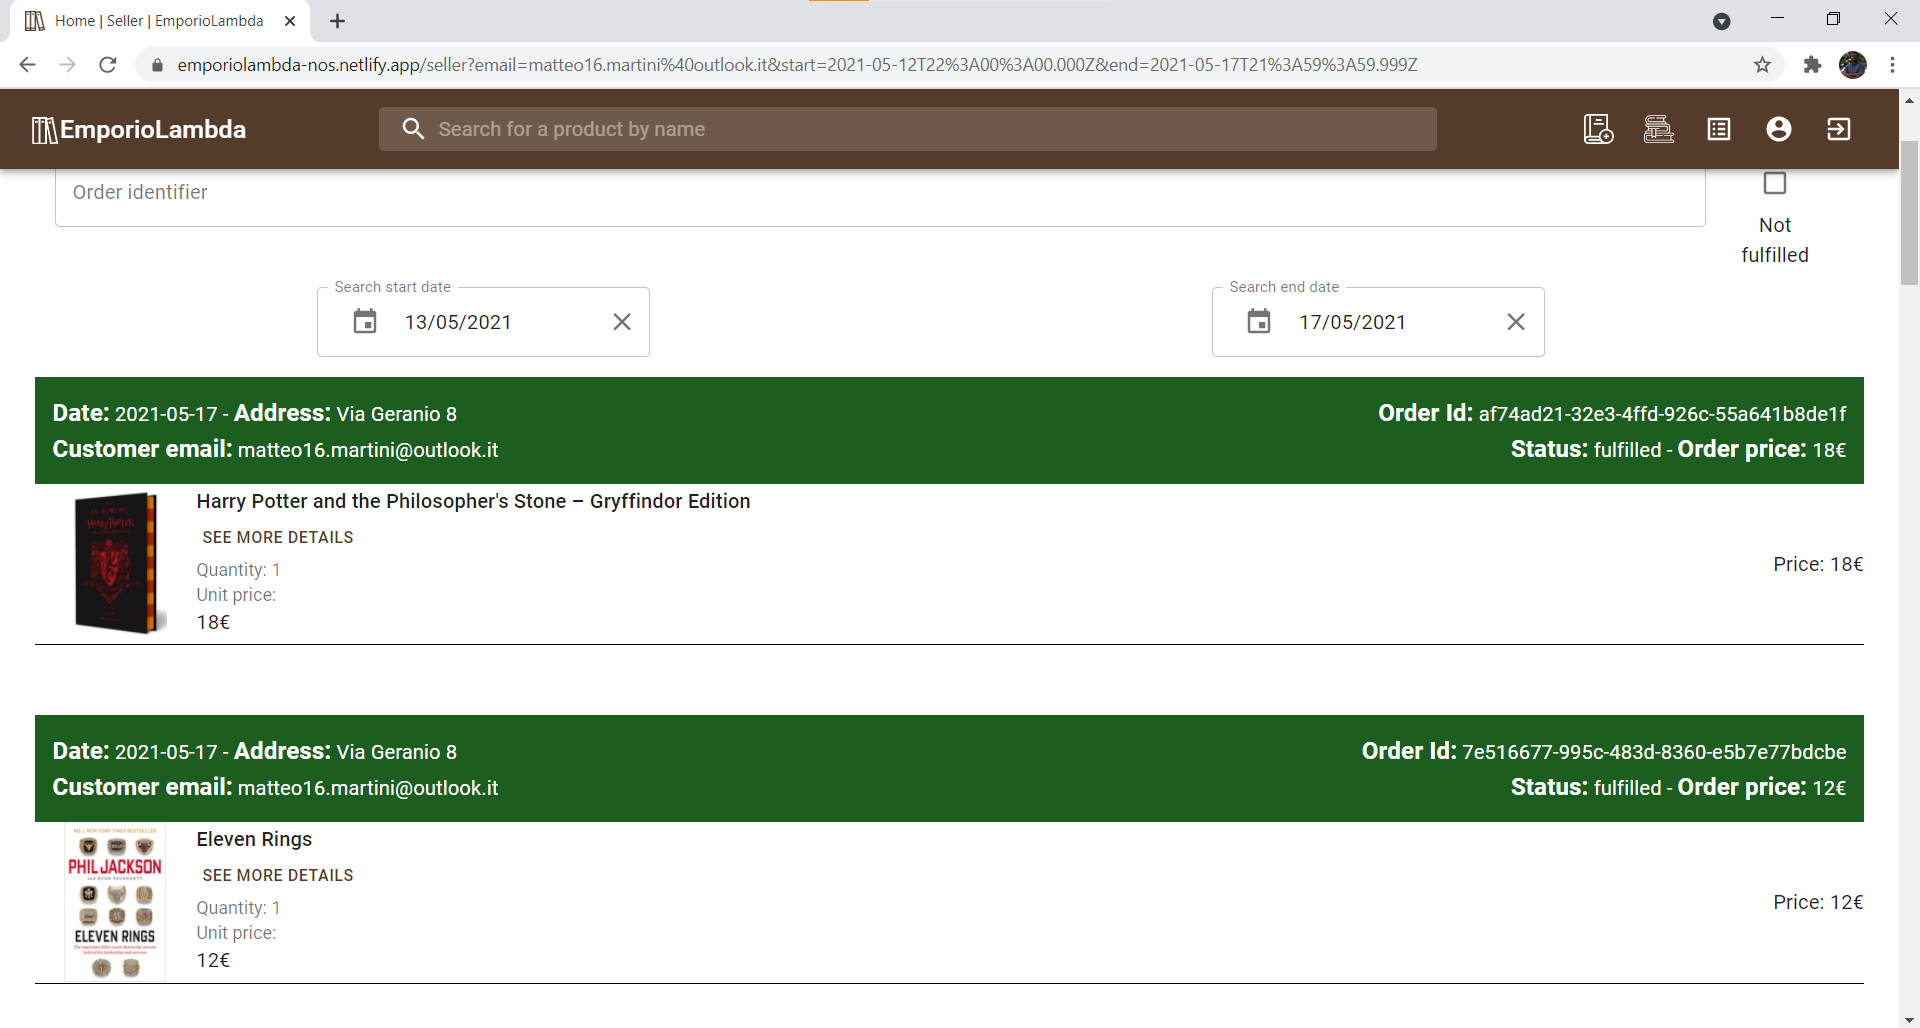 Home | Seller | EmporioLambda
emporiolambda-nos.netlify.app/seller?email=matteo16.martini%40outlook.it&start=2021-05-12T22%3A00%3A00.000Z&end=2021-05-17T21%3A59%3A59.999Z
EmporioLambda
Search for a product by name
Order identifier
Not
fulfilled
Search start date
13/05/2021
Search end date
17/05/2021
Date: 2021-05-17 - Address: Via Geranio 8
Customer email: matteo16.martini@outlook.it
Order Id: af74ad21-32e3-4ffd-926c-55a641b8de1f
Status: fulfilled - Order price: 18€
HARRY POTTER
Harry Potter and the Philosopher's Stone – Gryffindor Edition
SEE MORE DETAILS
Quantity: 1
Unit price:
18€
Price: 18€
Date: 2021-05-17 - Address: Via Geranio 8
Customer email: matteo16.martini@outlook.it
Order Id: 7e516677-995c-483d-8360-e5b7e77bdcbe
Status: fulfilled - Order price: 12€
PHIL JACKSON
ELEVEN RINGS
Eleven Rings
SEE MORE DETAILS
Quantity: 1
Unit price:
12€
Price: 12€